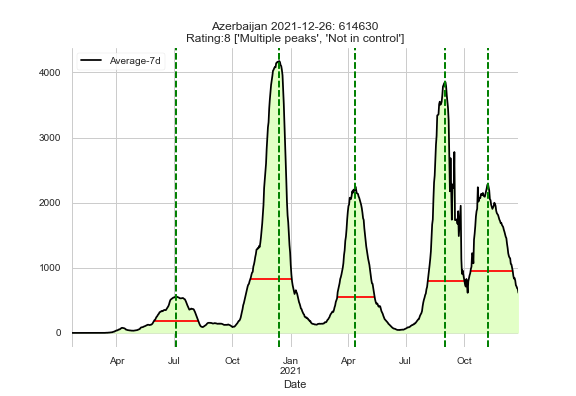 Azerbaijan 2021-12-26: 614630
Rating:8 ['Multiple peaks', 'Not in control']
Average-7d
4000
3000
2000
1000
0
Apr
Jul
Oct
Jan
2021
Apr
Jul
Oct
Date